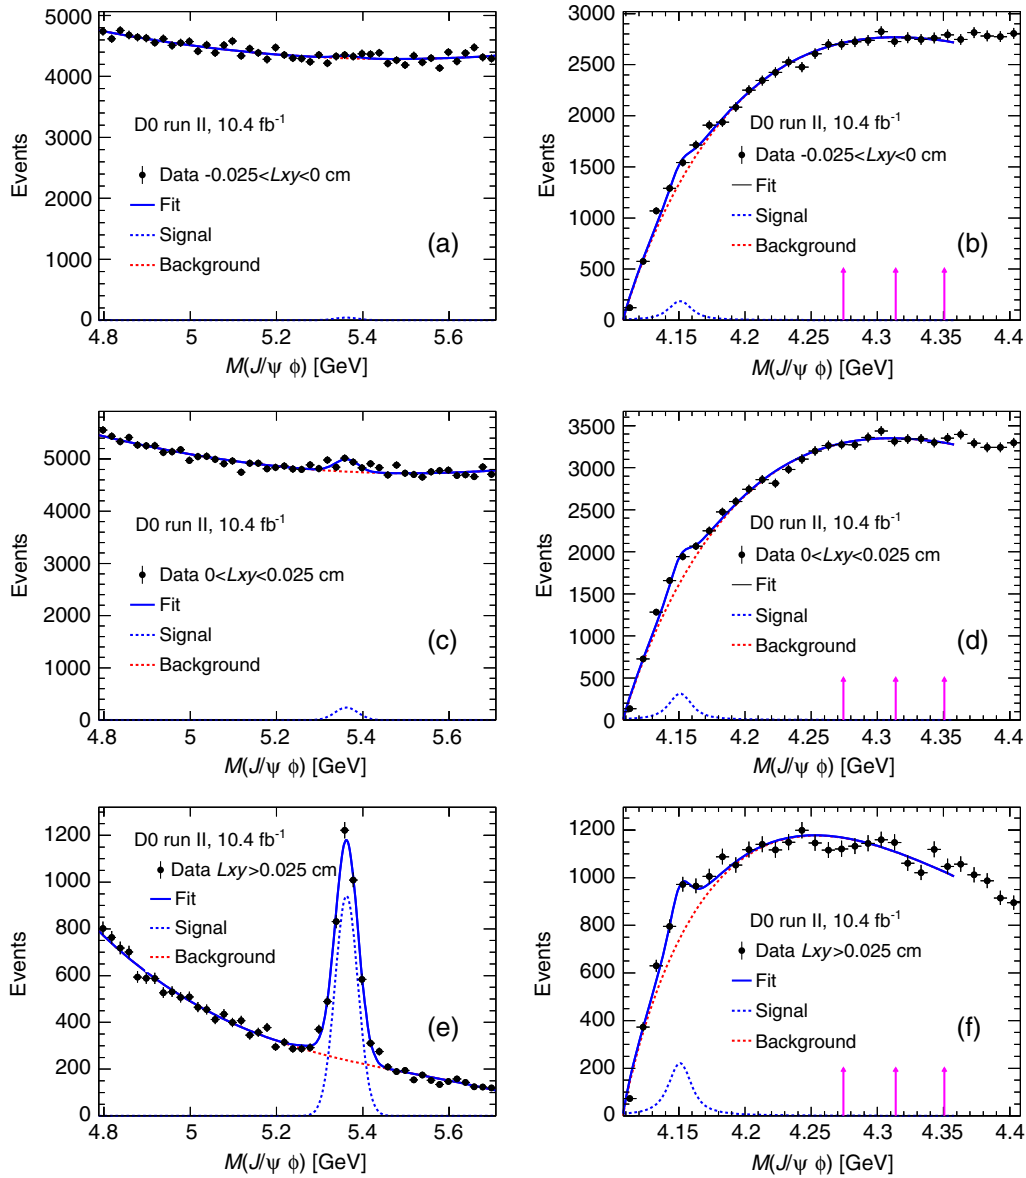 5000
4000
3000
2000
1000
0
Events
D0 run II, 10.4 fb⁻¹
Data -0.025<Lxy<0 cm
Fit
Signal
Background
(a)
4.8 5 5.2 5.4 5.6
M(J/ψ ϕ) [GeV]
3000
2500
2000
1500
1000
500
0
Events
D0 run II, 10.4 fb⁻¹
Data -0.025<Lxy<0 cm
Fit
Signal
Background
(b)
4.15 4.2 4.25 4.3 4.35 4.4
M(J/ψ ϕ) [GeV]
5000
4000
3000
2000
1000
0
Events
D0 run II, 10.4 fb⁻¹
Data 0<Lxy<0.025 cm
Fit
Signal
Background
(c)
4.8 5 5.2 5.4 5.6
M(J/ψ ϕ) [GeV]
3500
3000
2500
2000
1500
1000
500
0
Events
D0 run II, 10.4 fb⁻¹
Data 0<Lxy<0.025 cm
Fit
Signal
Background
(d)
4.15 4.2 4.25 4.3 4.35 4.4
M(J/ψ ϕ) [GeV]
1200
1000
800
600
400
200
0
Events
D0 run II, 10.4 fb⁻¹
Data Lxy>0.025 cm
Fit
Signal
Background
(e)
4.8 5 5.2 5.4 5.6
M(J/ψ ϕ) [GeV]
1200
1000
800
600
400
200
0
Events
D0 run II, 10.4 fb⁻¹
Data Lxy>0.025 cm
Fit
Signal
Background
(f)
4.15 4.2 4.25 4.3 4.35 4.4
M(J/ψ ϕ) [GeV]